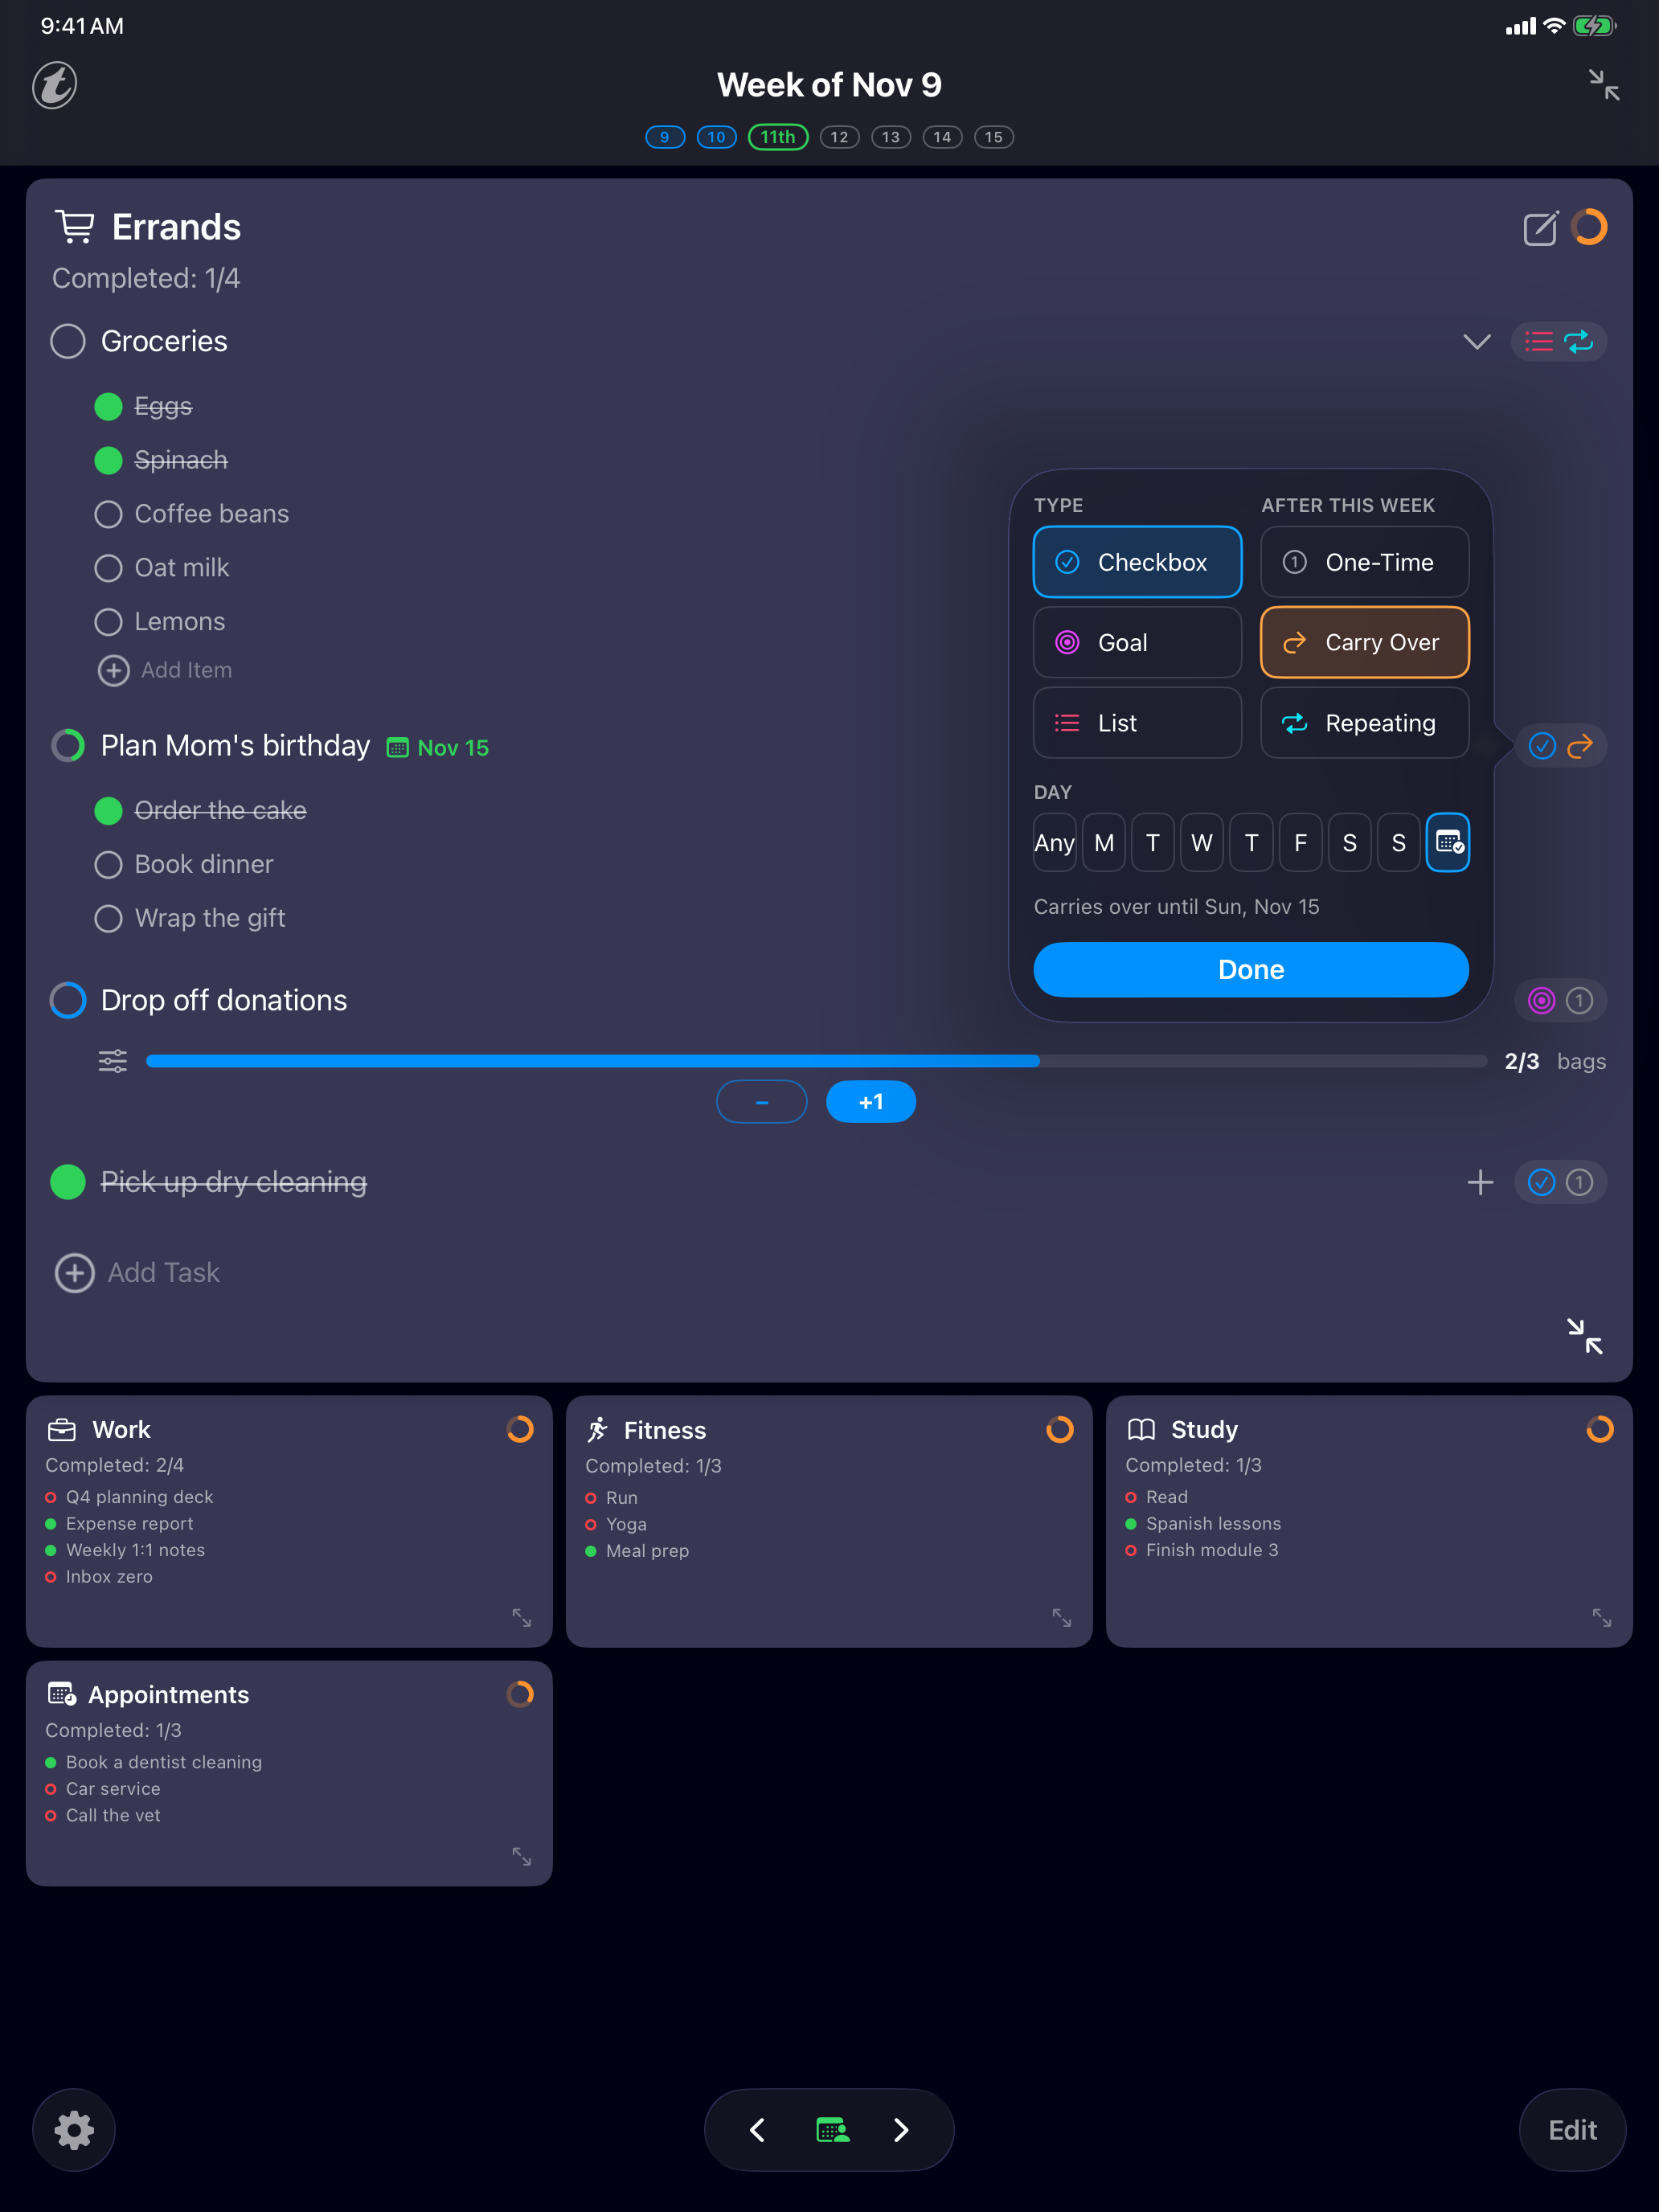 9:41 AM
Week of Nov 9
9 10 11th 12 13 14 15
Errands
Completed: 1/4
Groceries
Eggs
Spinach
Coffee beans
Oat milk
Lemons
Add Item
Plan Mom's birthday Nov 15
Order the cake
Book dinner
Wrap the gift
TYPE AFTER THIS WEEK
Checkbox 1 One-Time
Goal Carry Over
List Repeating
DAY
Any M T W T F S S
Carries over until Sun, Nov 15
Done
Drop off donations 1
2/3 bags
– +1
Pick up dry cleaning 1
Add Task
Work
Completed: 2/4
Q4 planning deck
Expense report
Weekly 1:1 notes
Inbox zero
Fitness
Completed: 1/3
Run
Yoga
Meal prep
Study
Completed: 1/3
Read
Spanish lessons
Finish module 3
Appointments
Completed: 1/3
Book a dentist cleaning
Car service
Call the vet
Edit